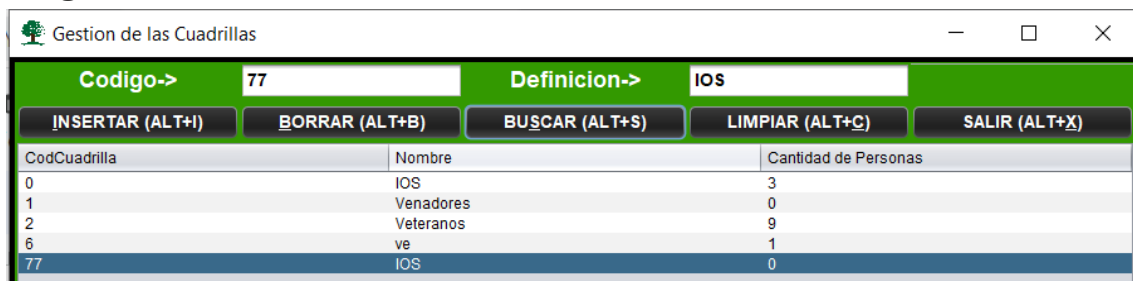 Gestion de las Cuadrillas
Codigo-> 77 Definicion-> IOS
INSERTAR (ALT+I) BORRAR (ALT+B) BUSCAR (ALT+S) LIMPIAR (ALT+C) SALIR (ALT+X)
CodCuadrilla Nombre Cantidad de Personas
0 IOS 3
1 Venadores 0
2 Veteranos 9
6 ve 1
77 IOS 0